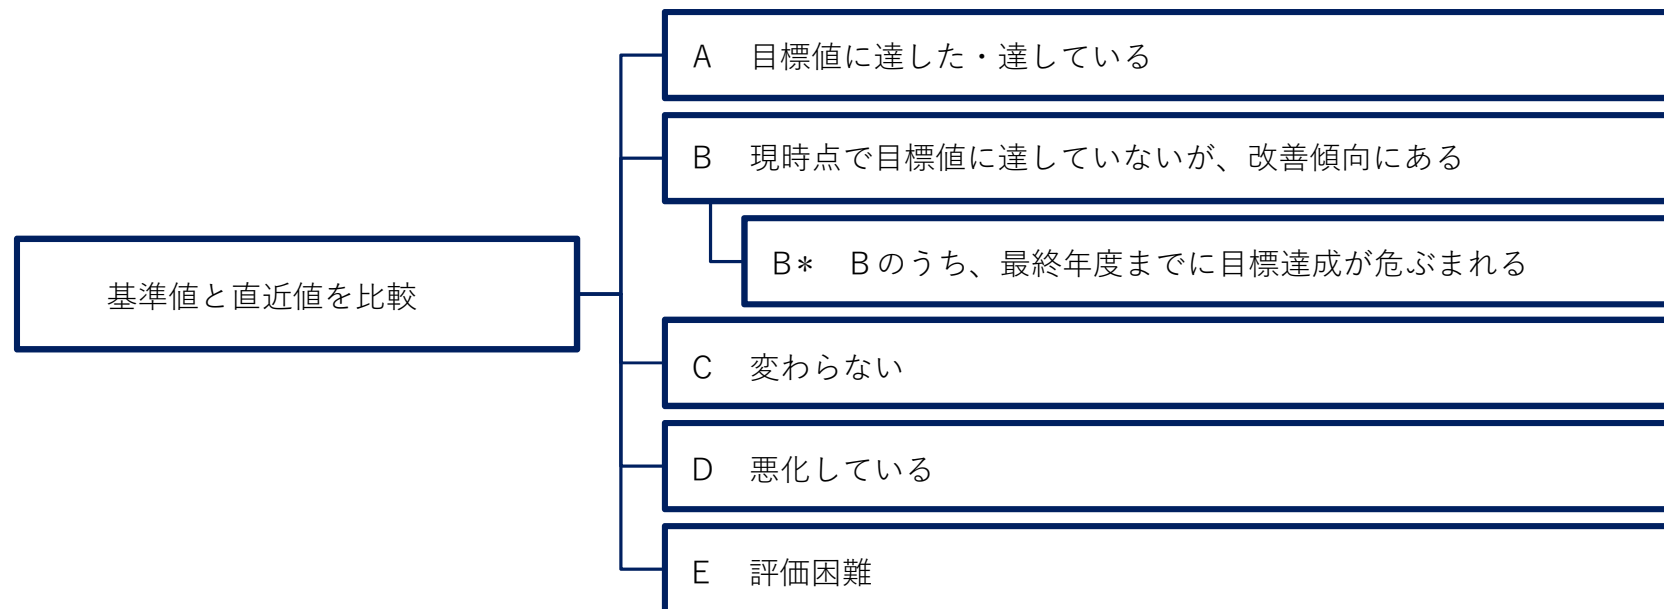 A　目標値に達した・達している
B　現時点で目標値に達していないが、改善傾向にある
B＊　Bのうち、最終年度までに目標達成が危ぶまれる
基準値と直近値を比較
C　変わらない
D　悪化している
E　評価困難